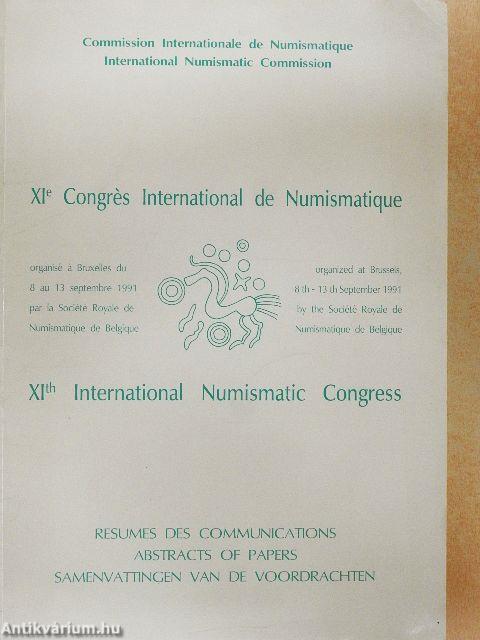 Commission Internationale de Numismatique
International Numismatic Commission
XIe Congrès International de Numismatique
organisé à Bruxelles du
8 au 13 septembre 1991
par la Société Royale de
Numismatique de Belgique
organized at Brussels,
8 th - 13 th September 1991
by the Société Royale de
Numismatique de Belgique
XIth International Numismatic Congress
RESUMES DES COMMUNICATIONS
ABSTRACTS OF PAPERS
SAMENVATTINGEN VAN DE VOORDRACHTEN
Antikvárium.hu